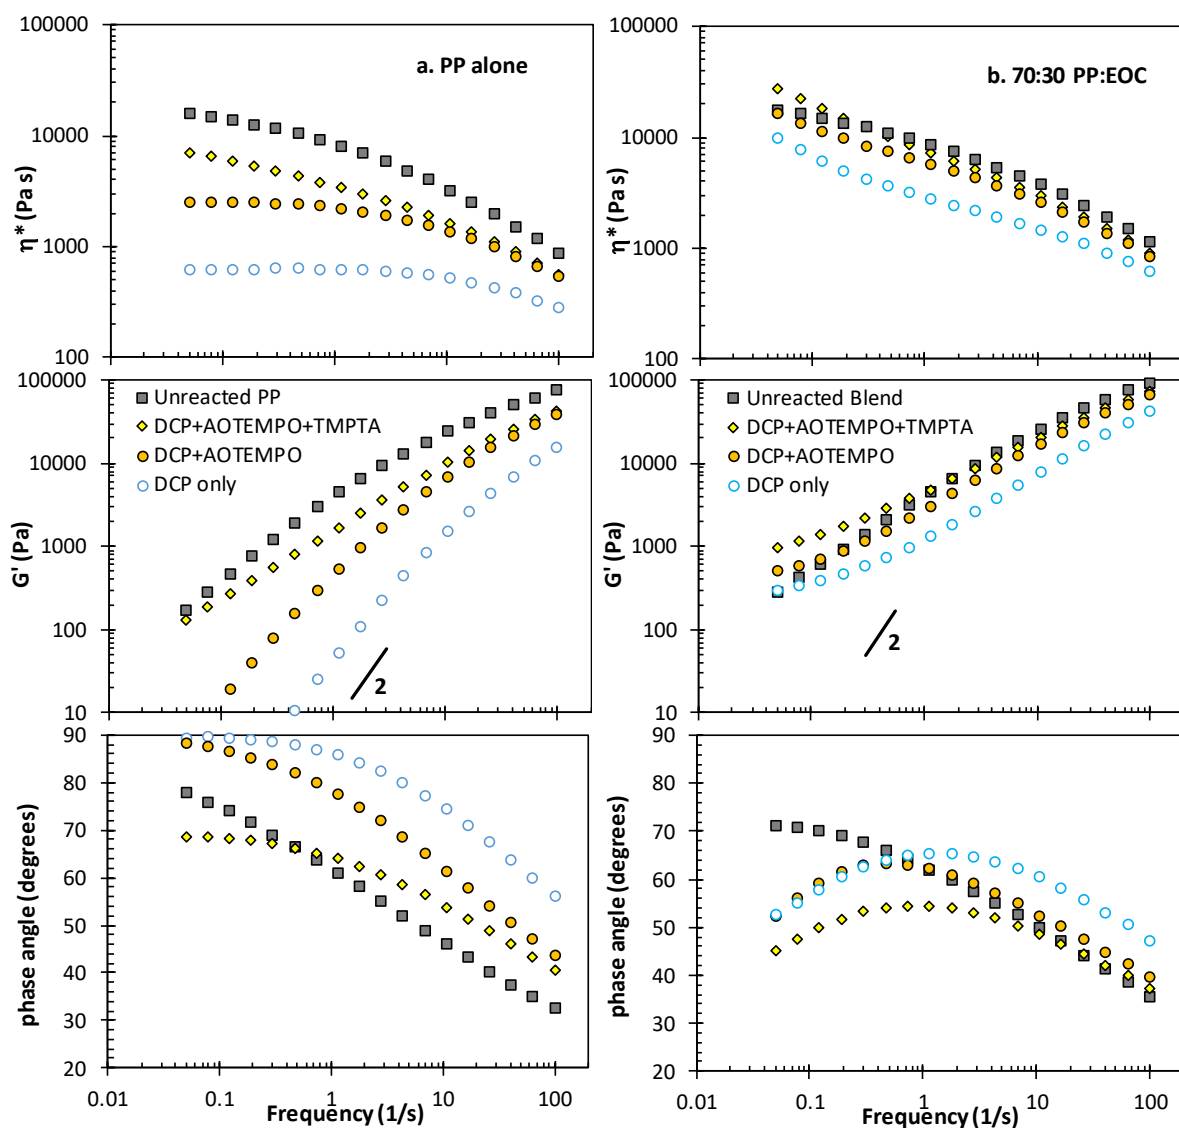 100000
10000
1000
100
η* (Pa s)
a. PP alone
100000
10000
1000
100
η* (Pa s)
b. 70:30 PP:EOC
100000
10000
1000
100
10
G' (Pa)
Unreacted PP
DCP+AOTEMPO+TMPTA
DCP+AOTEMPO
DCP only
2
100000
10000
1000
100
10
G' (Pa)
Unreacted Blend
DCP+AOTEMPO+TMPTA
DCP+AOTEMPO
DCP only
2
90
80
70
60
50
40
30
20
phase angle (degrees)
0.01 0.1 1 10 100
Frequency (1/s)
90
80
70
60
50
40
30
20
phase angle (degrees)
0.01 0.1 1 10 100
Frequency (1/s)